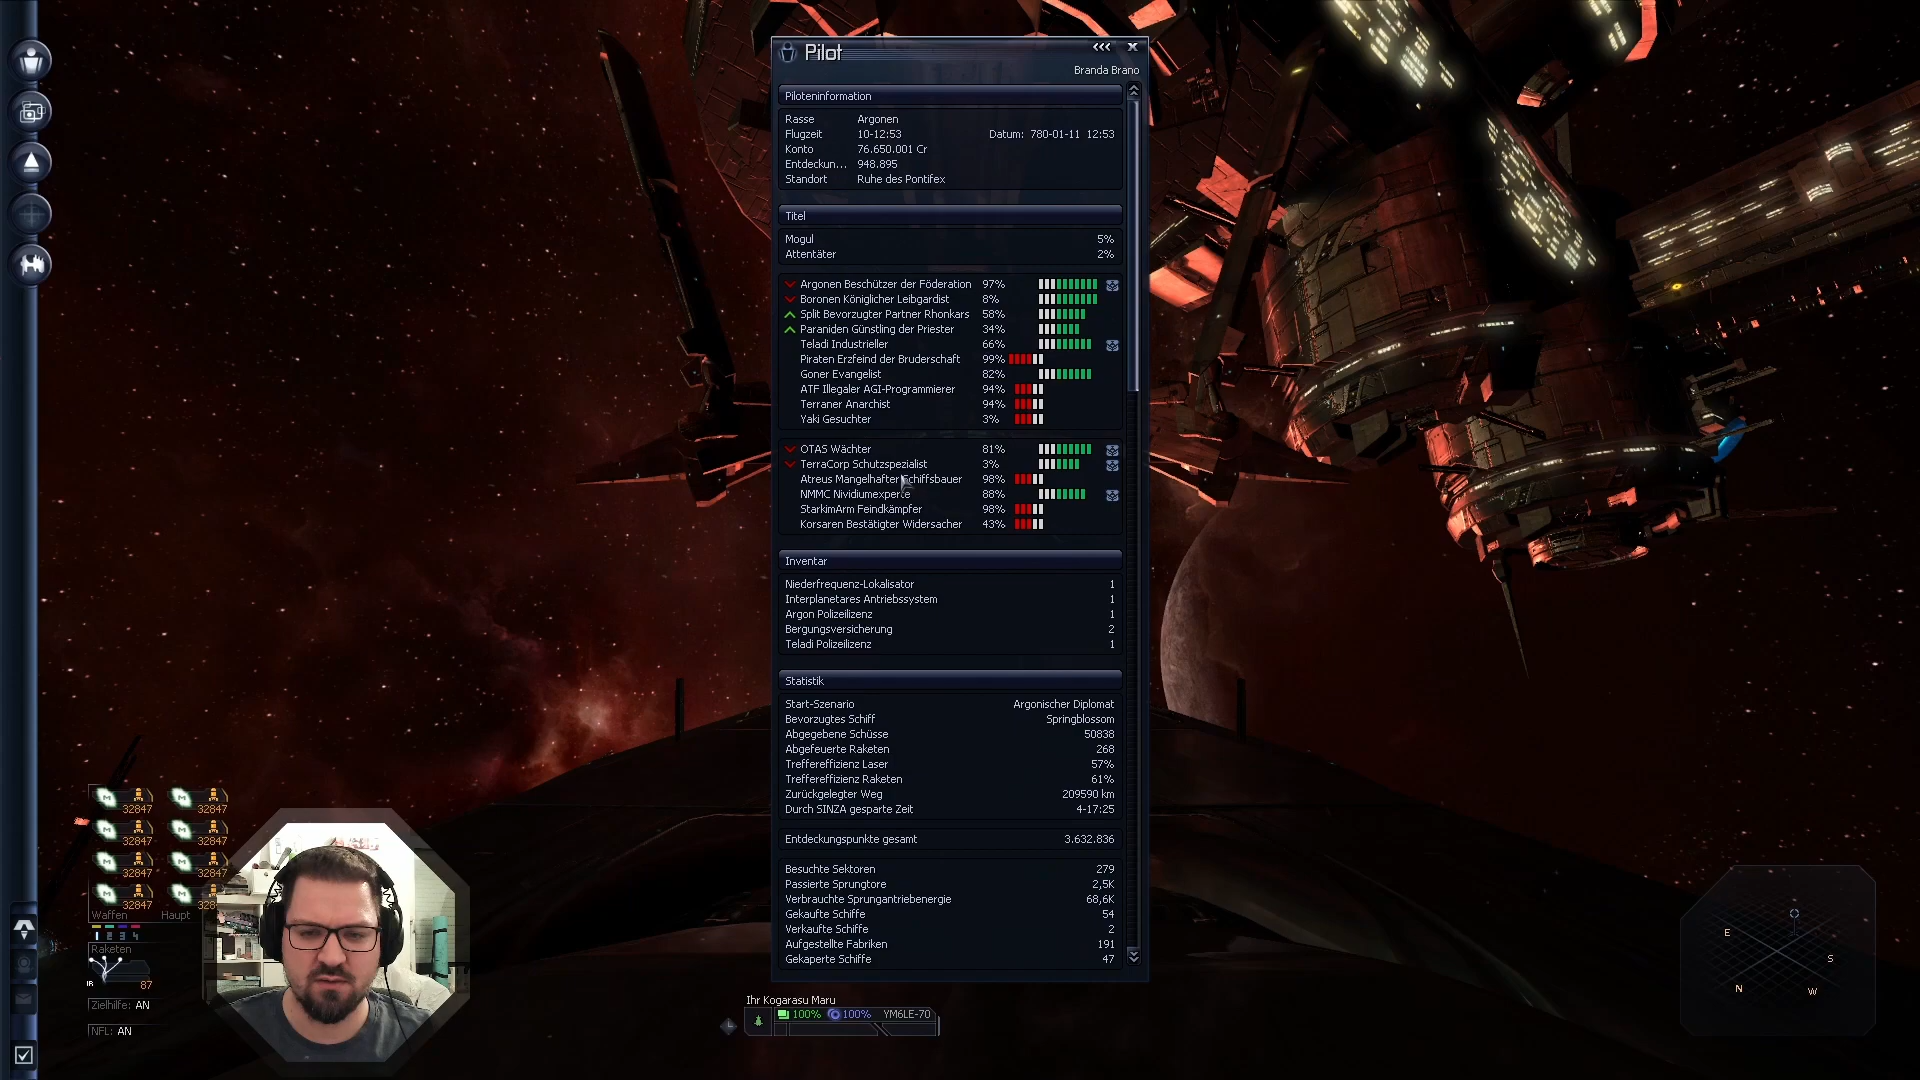 Pilot
Branda Brano
Piloteninformation
Rasse Argonen
Flugzeit 10-12:53 Datum: 780-01-11 12:53
Konto 76.650.001 Cr
Entdeckun... 948.895
Standort Ruhe des Pontifex
Titel
Mogul 5%
Attentäter 2%
Argonen Beschützer der Föderation 97%
Boronen Königlicher Leibgardist 8%
Split Bevorzugter Partner Rhonkars 58%
Paraniden Günstling der Priester 34%
Teladi Industrieller 66%
Piraten Erzfeind der Bruderschaft 99%
Goner Evangelist 82%
ATF Illegaler AGI-Programmierer 94%
Terraner Anarchist 94%
Yaki Gesuchter 3%
OTAS Wächter 81%
TerraCorp Schutzspezialist 3%
Atreus Mangelhafter Schiffsbauer 98%
NMMC Nividiumexperte 88%
StarkimArm Feindkämpfer 98%
Korsaren Bestätigter Widersacher 43%
Inventar
Niederfrequenz-Lokalisator 1
Interplanetares Antriebssystem 1
Argon Polizeilizenz 1
Bergungsversicherung 2
Teladi Polizeilizenz 1
Statistik
Start-Szenario Argonischer Diplomat
Bevorzugtes Schiff Springblossom
Abgegebene Schüsse 50838
Abgefeuerte Raketen 268
Treffereffizienz Laser 57%
Treffereffizienz Raketen 61%
Zurückgelegter Weg 209590 km
Durch SINZA gesparte Zeit 4-17:25
Entdeckungspunkte gesamt 3.632.836
Besuchte Sektoren 279
Passierte Sprungtore 2,5K
Verbrauchte Sprungantriebenergie 68,6K
Gekaufte Schiffe 54
Verkaufte Schiffe 2
Aufgestellte Fabriken 191
Gekaperte Schiffe 47
32847 32847
32847 32847
32847 32847
32847 328
Waffen Haupt
1 2 3 4
Raketen
IR 87
Zielhilfe: AN
NFL: AN
Ihr Kogarasu Maru
100% 100% YM6LE-70
E
S
N
W